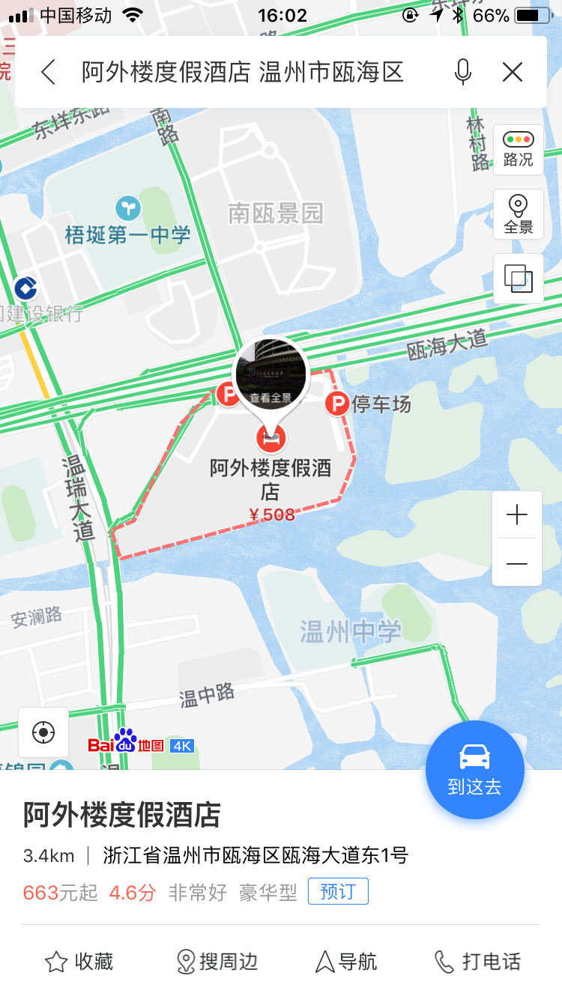 中国移动 16:02 66%
阿外楼度假酒店 温州市瓯海区
东垟东路
南路
林村路
路况
南瓯景园
全景
梧埏第一中学
建设银行
瓯海大道
查看全景
P
P 停车场
阿外楼度假酒店
¥508
温瑞大道
安澜路
温州中学
温中路
Bai du 地图 4K
到这去
阿外楼度假酒店
3.4km 浙江省温州市瓯海区瓯海大道东1号
663元起 4.6分 非常好 豪华型 预订
收藏 搜周边 导航 打电话